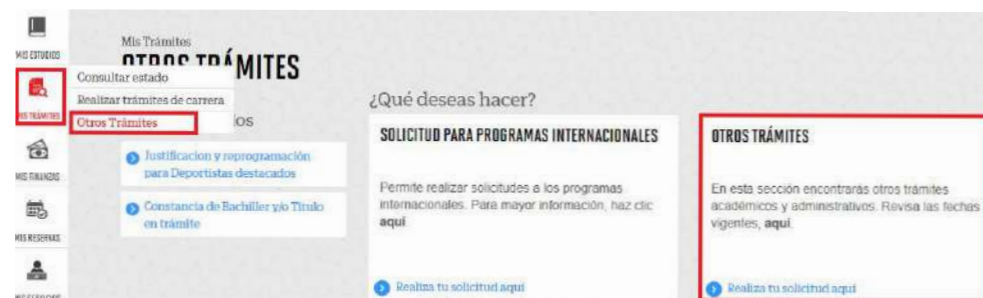 MIS ESTUDIOS
MIS TRÁMITES
MIS FINANZAS
MIS RESERVAS
Mis Trámites
OTROS TRÁMITES
Consultar estado
Realizar trámites de carrera
Otros Trámites
Justificacion y reprogramación
para Deportistas destacados
Constancia de Bachiller y/o Titulo
en trámite
¿Qué deseas hacer?
SOLICITUD PARA PROGRAMAS INTERNACIONALES
Permite realizar solicitudes a los programas
internacionales. Para mayor información, haz clic
aquí.
Realiza tu solicitud aquí
OTROS TRÁMITES
En esta sección encontrarás otros trámites
académicos y administrativos. Revisa las fechas
vigentes, aquí.
Realiza tu solicitud aquí